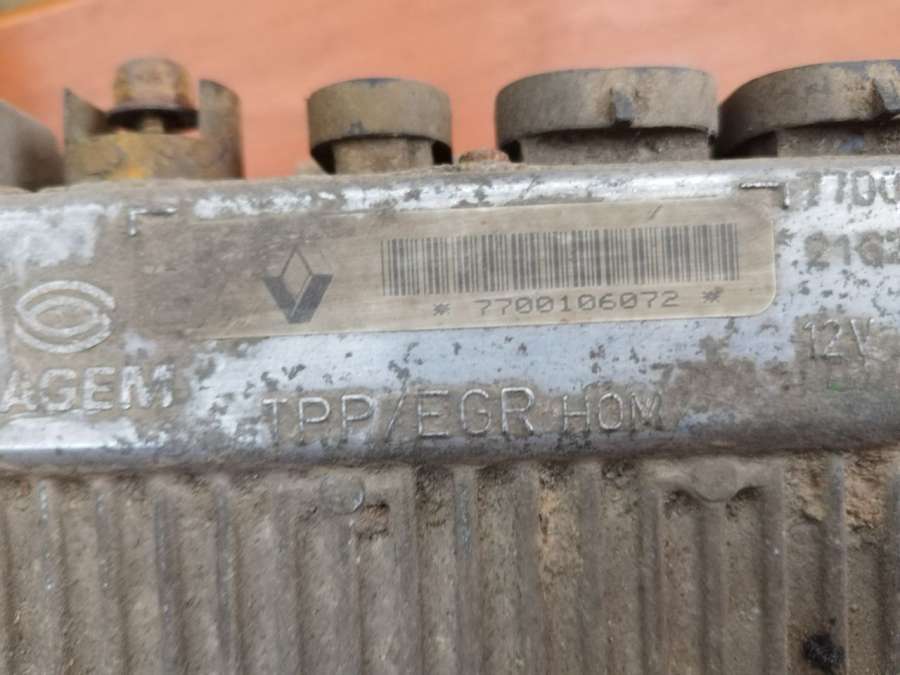 * 7700106072 *
AGEM
TPP/EGR HOM
12V